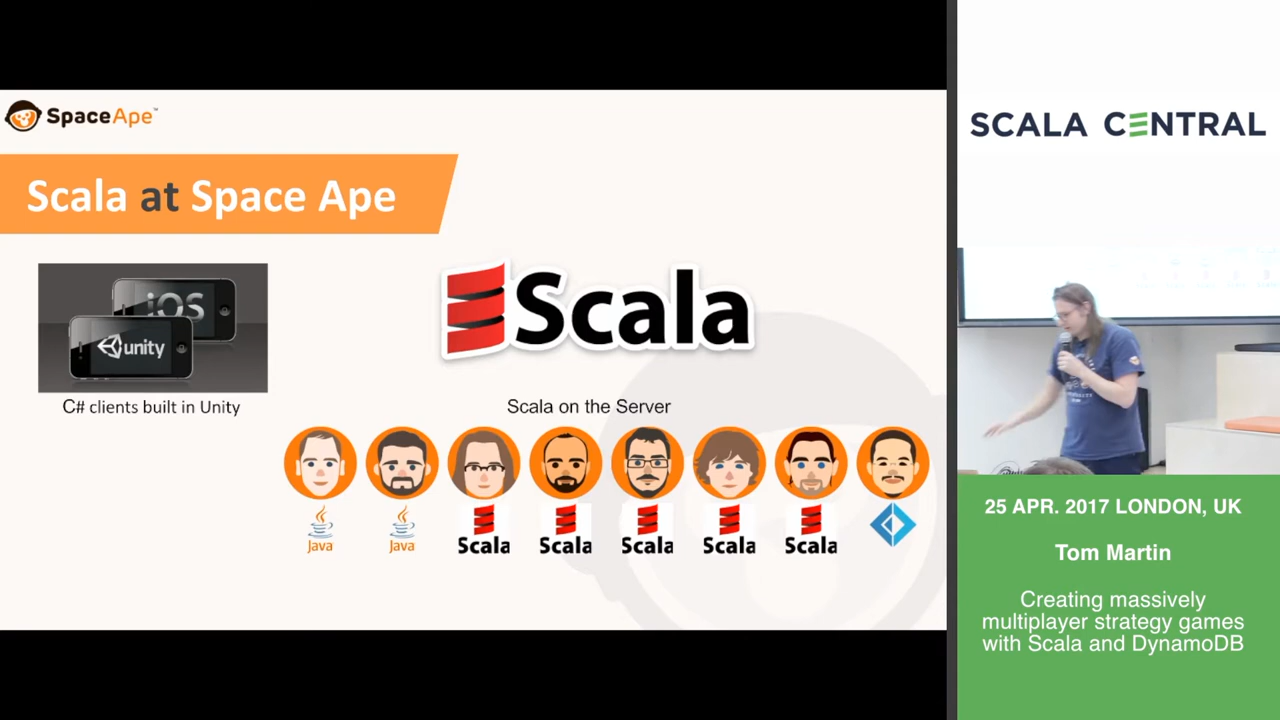 SpaceApe™
Scala at Space Ape
iOS
unity
C# clients built in Unity
Scala
Scala on the Server
Java
Java
Scala
Scala
Scala
Scala
Scala
SCALA CENTRAL
25 APR. 2017 LONDON, UK
Tom Martin
Creating massively
multiplayer strategy games
with Scala and DynamoDB